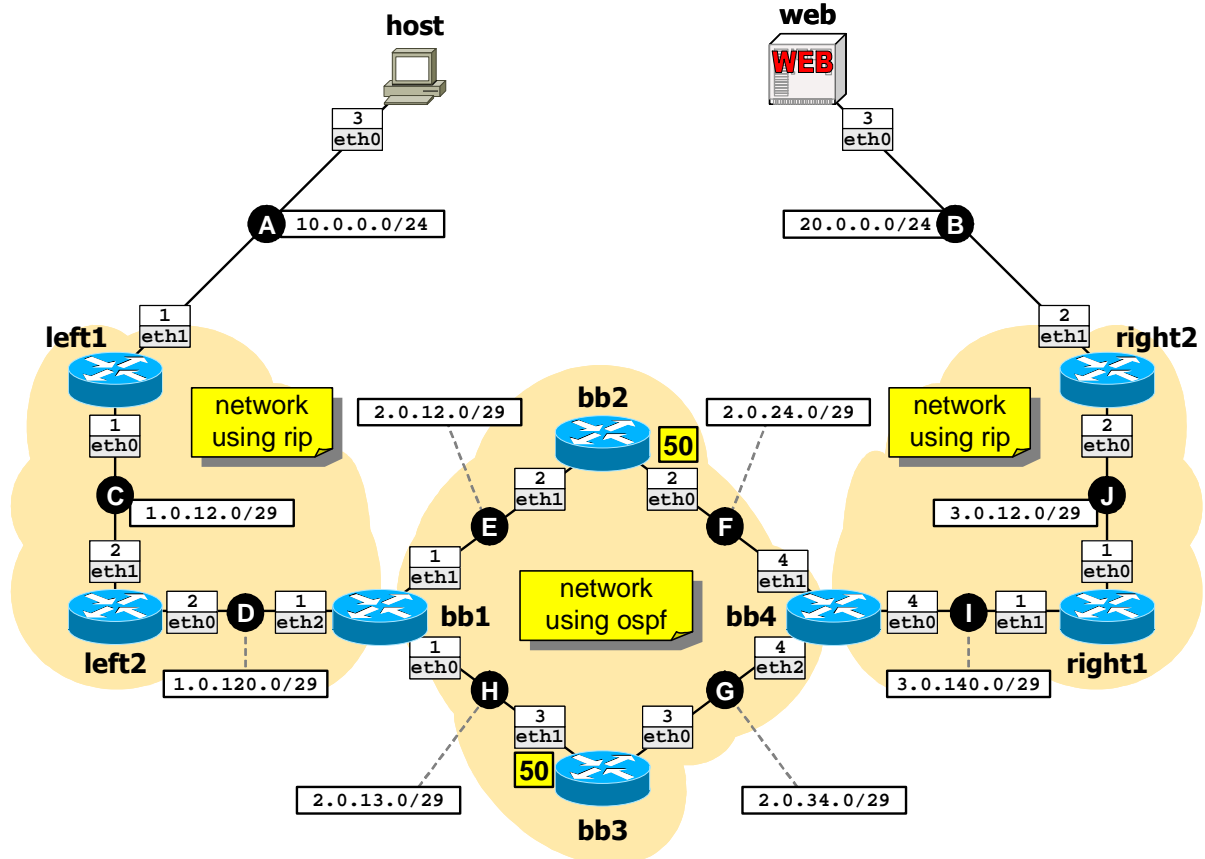 host
web
WEB
3
eth0
3
eth0
A
10.0.0.0/24
20.0.0.0/24
B
1
eth1
2
eth1
left1
right2
network
using rip
2.0.12.0/29
bb2
2.0.24.0/29
network
using rip
50
1
eth0
2
eth1
2
eth0
2
eth0
C
1.0.12.0/29
E
F
3.0.12.0/29
J
2
eth1
1
eth1
4
eth1
1
eth0
network
using ospf
2
eth0
D
1
eth2
bb1
bb4
4
eth0
I
1
eth1
left2
right1
1
eth0
4
eth2
1.0.120.0/29
H
G
3.0.140.0/29
3
eth1
3
eth0
50
2.0.13.0/29
2.0.34.0/29
bb3